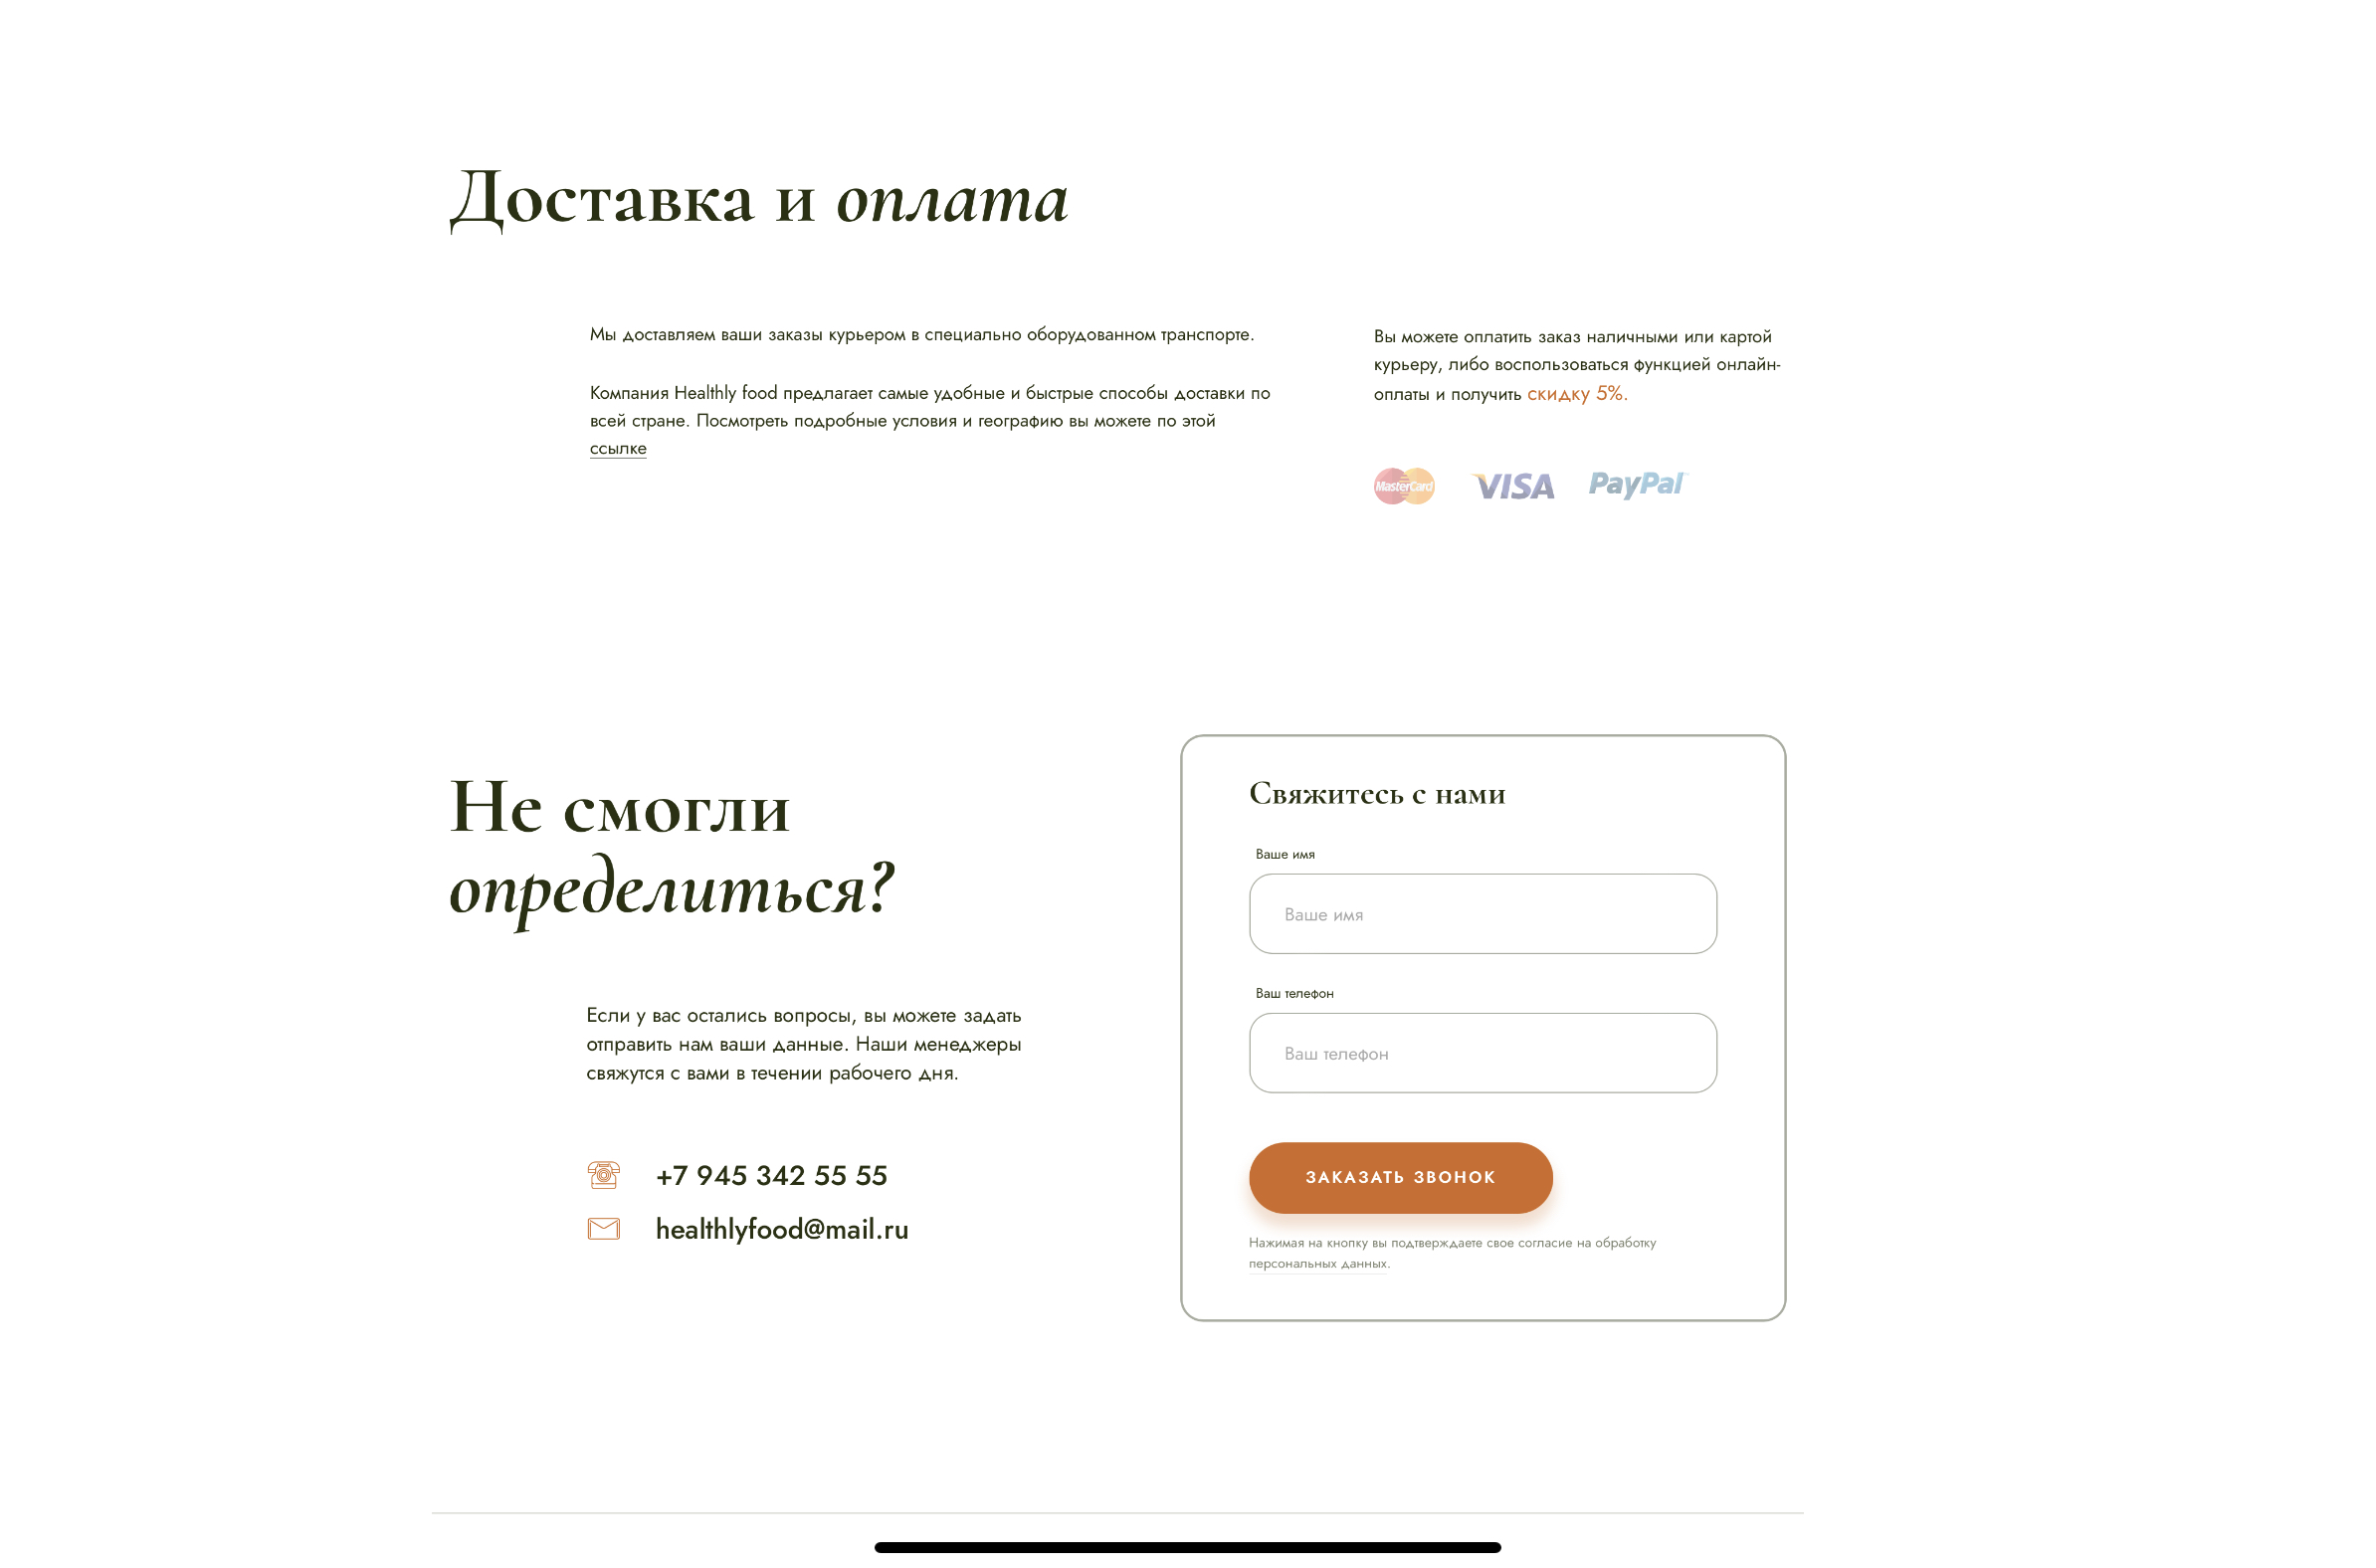 Доставка и оплата
Мы доставляем ваши заказы курьером в специально оборудованном транспорте.
Компания Healthly food предлагает самые удобные и быстрые способы доставки по
всей стране. Посмотреть подробные условия и географию вы можете по этой
ссылке
Вы можете оплатить заказ наличными или картой
курьеру, либо воспользоваться функцией онлайн-
оплаты и получить скидку 5%.
MasterCard VISA PayPal
Не смогли
определиться?
Если у вас остались вопросы, вы можете задать
отправить нам ваши данные. Наши менеджеры
свяжутся с вами в течении рабочего дня.
+7 945 342 55 55
healthlyfood@mail.ru
Свяжитесь с нами
Ваше имя
Ваше имя
Ваш телефон
Ваш телефон
ЗАКАЗАТЬ ЗВОНОК
Нажимая на кнопку вы подтверждаете свое согласие на обработку
персональных данных.